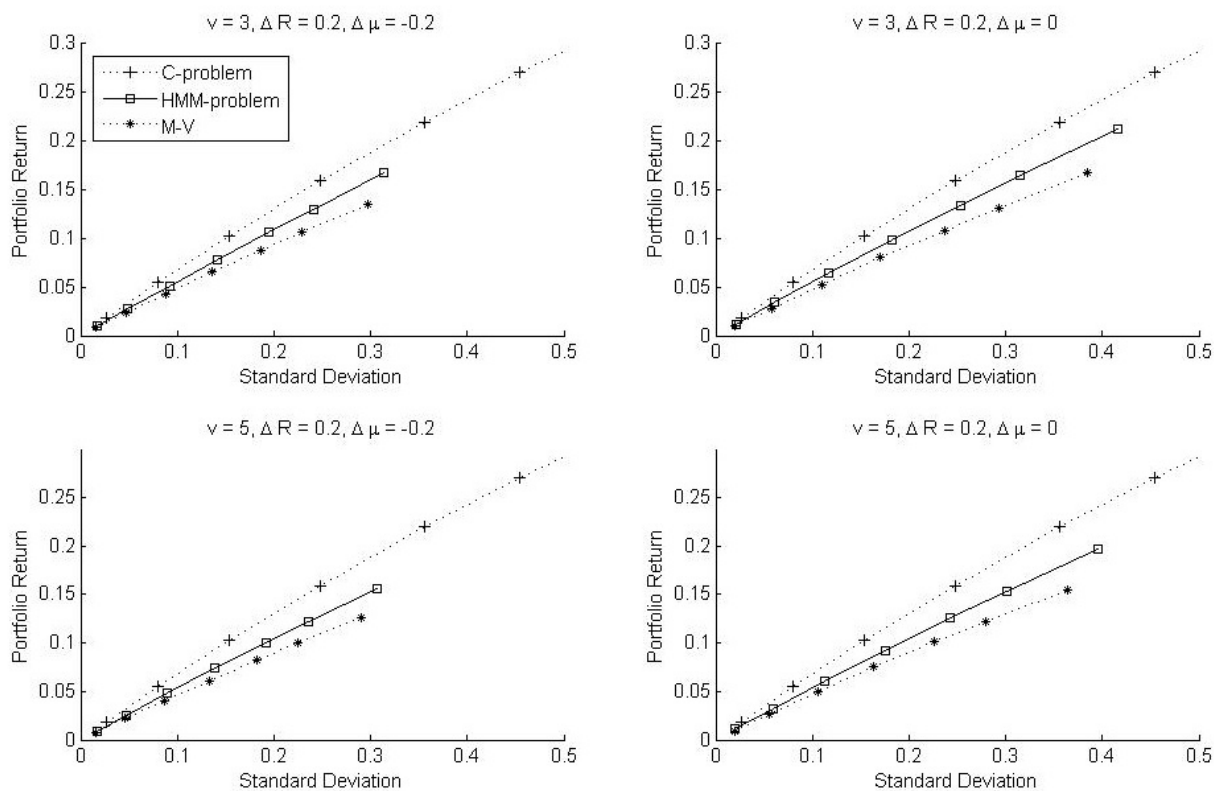 v = 3, Δ R = 0.2, Δ μ = -0.2
0.3
0.25
0.2
0.15
0.1
0.05
0
Portfolio Return
C-problem
HMM-problem
M-V
0 0.1 0.2 0.3 0.4 0.5
Standard Deviation
v = 3, Δ R = 0.2, Δ μ = 0
0.3
0.25
0.2
0.15
0.1
0.05
0
Portfolio Return
0 0.1 0.2 0.3 0.4 0.5
Standard Deviation
v = 5, Δ R = 0.2, Δ μ = -0.2
0.25
0.2
0.15
0.1
0.05
0
Portfolio Return
0 0.1 0.2 0.3 0.4 0.5
Standard Deviation
v = 5, Δ R = 0.2, Δ μ = 0
0.25
0.2
0.15
0.1
0.05
0
Portfolio Return
0 0.1 0.2 0.3 0.4 0.5
Standard Deviation